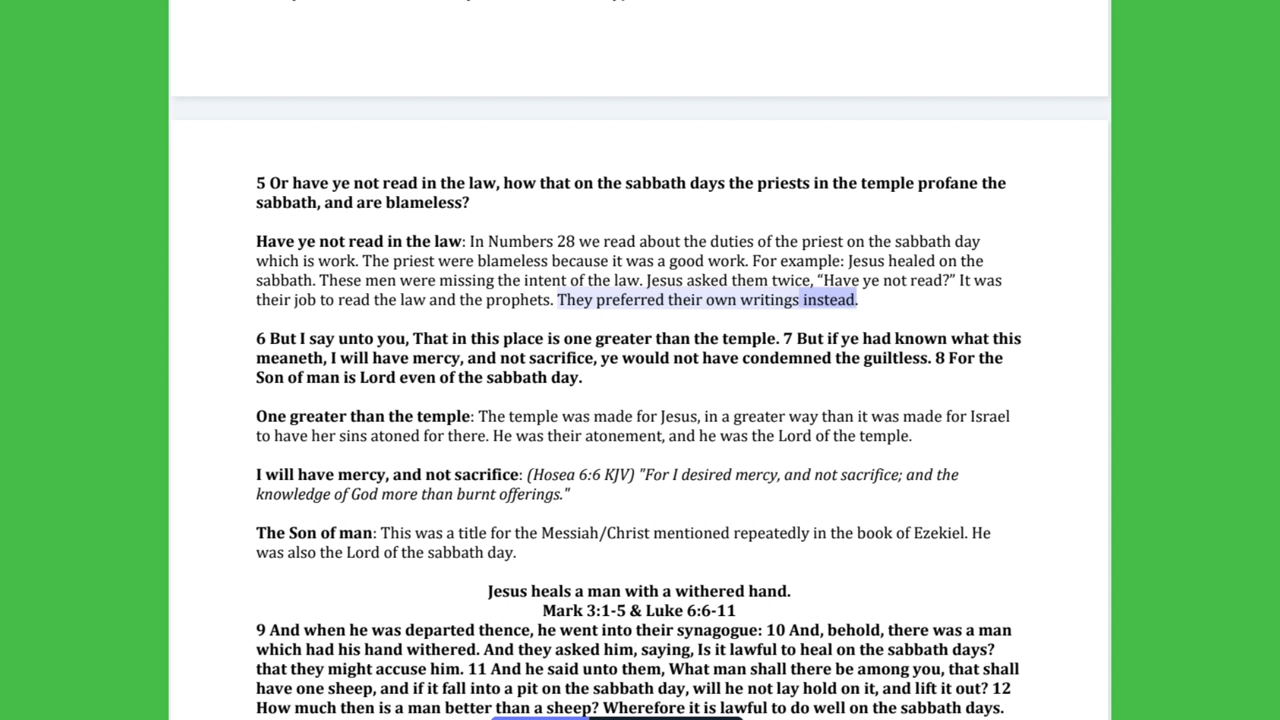 5 Or have ye not read in the law, how that on the sabbath days the priests in the temple profane the
sabbath, and are blameless?
Have ye not read in the law: In Numbers 28 we read about the duties of the priest on the sabbath day
which is work. The priest were blameless because it was a good work. For example: Jesus healed on the
sabbath. These men were missing the intent of the law. Jesus asked them twice, “Have ye not read?” It was
their job to read the law and the prophets. They preferred their own writings instead.
6 But I say unto you, That in this place is one greater than the temple. 7 But if ye had known what this
meaneth, I will have mercy, and not sacrifice, ye would not have condemned the guiltless. 8 For the
Son of man is Lord even of the sabbath day.
One greater than the temple: The temple was made for Jesus, in a greater way than it was made for Israel
to have her sins atoned for there. He was their atonement, and he was the Lord of the temple.
I will have mercy, and not sacrifice: (Hosea 6:6 KJV) "For I desired mercy, and not sacrifice; and the
knowledge of God more than burnt offerings."
The Son of man: This was a title for the Messiah/Christ mentioned repeatedly in the book of Ezekiel. He
was also the Lord of the sabbath day.
Jesus heals a man with a withered hand.
Mark 3:1-5 & Luke 6:6-11
9 And when he was departed thence, he went into their synagogue: 10 And, behold, there was a man
which had his hand withered. And they asked him, saying, Is it lawful to heal on the sabbath days?
that they might accuse him. 11 And he said unto them, What man shall there be among you, that shall
have one sheep, and if it fall into a pit on the sabbath day, will he not lay hold on it, and lift it out? 12
How much then is a man better than a sheep? Wherefore it is lawful to do well on the sabbath days.